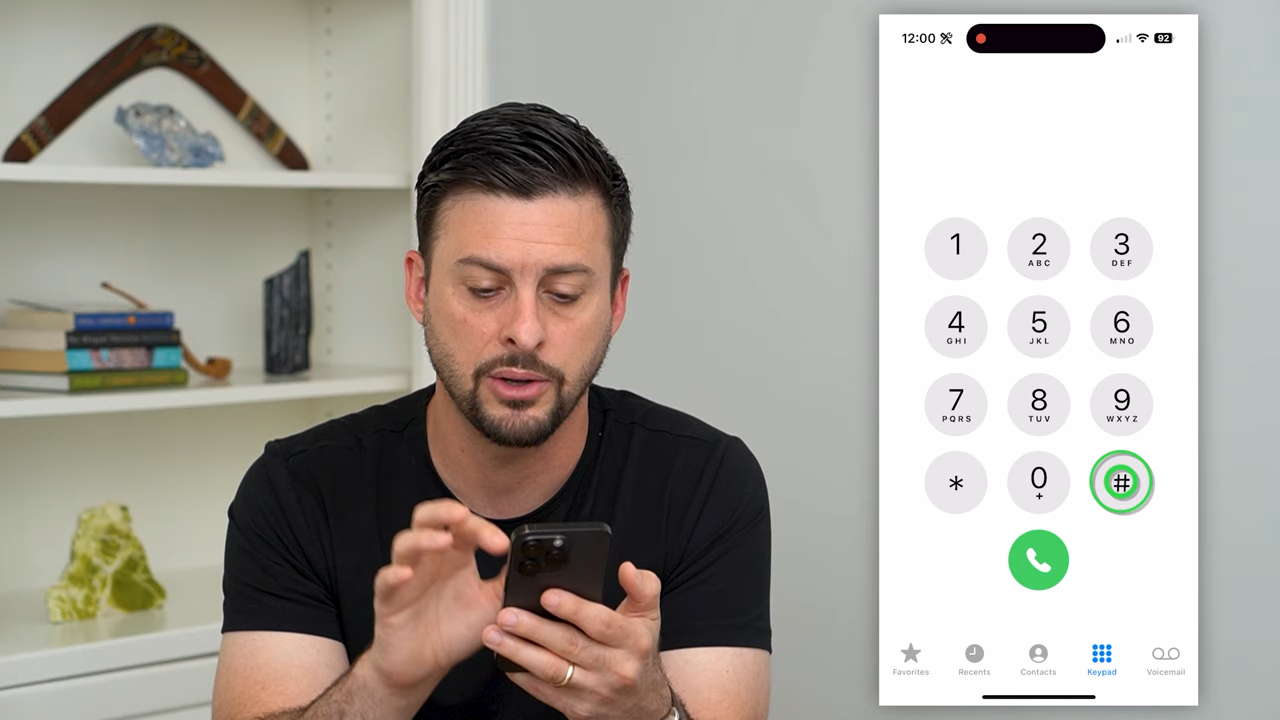 12:00
92
1
2
ABC
3
DEF
4
GHI
5
JKL
6
MNO
7
PQRS
8
TUV
9
WXYZ
*
0
+
#
Favorites
Recents
Contacts
Keypad
Voicemail